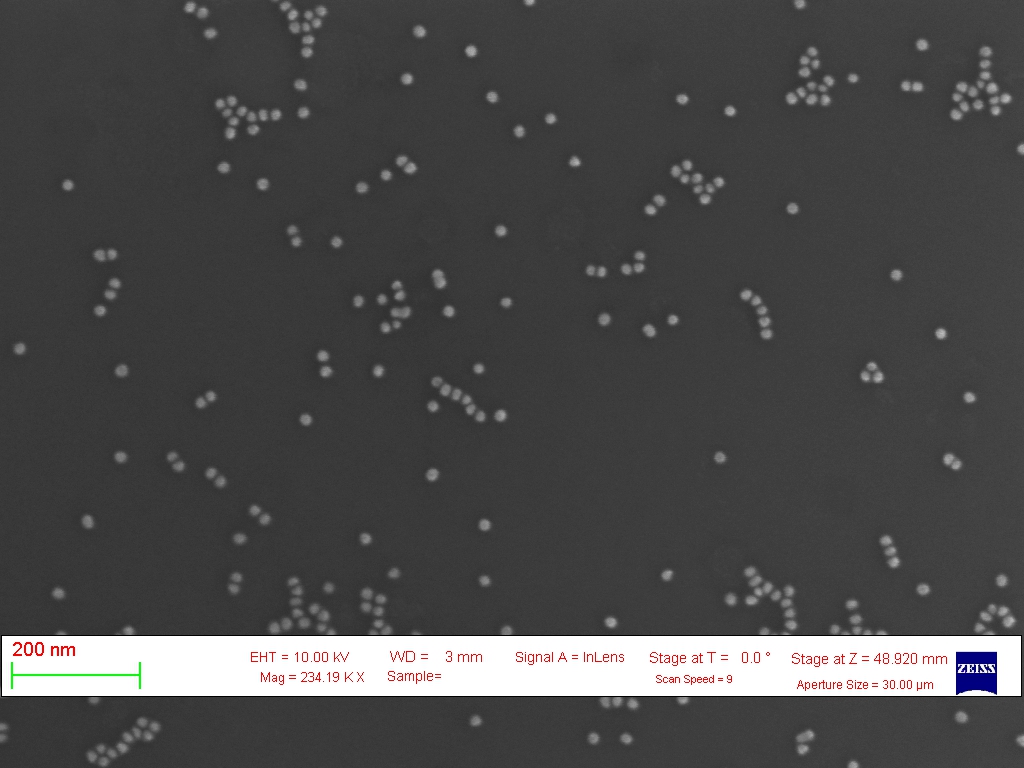 200 nm
EHT = 10.00 kV WD = 3 mm Signal A = InLens Stage at T = 0.0 ° Stage at Z = 48.920 mm
Mag = 234.19 K X Sample= Scan Speed = 9 Aperture Size = 30.00 µm
ZEISS